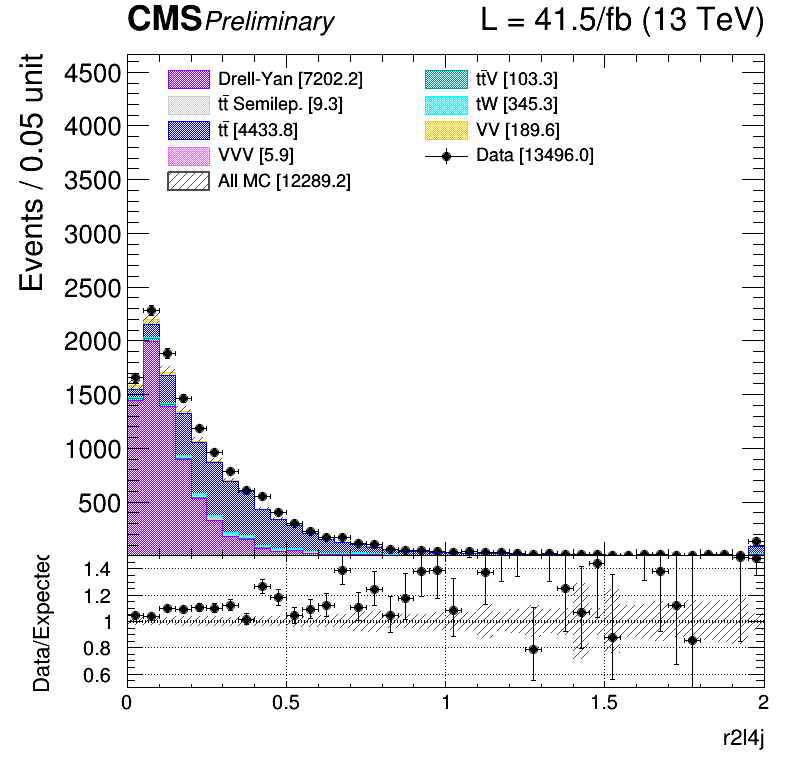 CMS Preliminary L = 41.5/fb (13 TeV)
Events / 0.05 unit
4500
4000
3500
3000
2500
2000
1500
1000
500
Drell-Yan [7202.2]
tt̄ Semilep. [9.3]
tt̄ [4433.8]
VVV [5.9]
All MC [12289.2]
tt̄V [103.3]
tW [345.3]
VV [189.6]
Data [13496.0]
Data/Expected
1.4
1.2
1
0.8
0.6
0 0.5 1 1.5 2
r2l4j